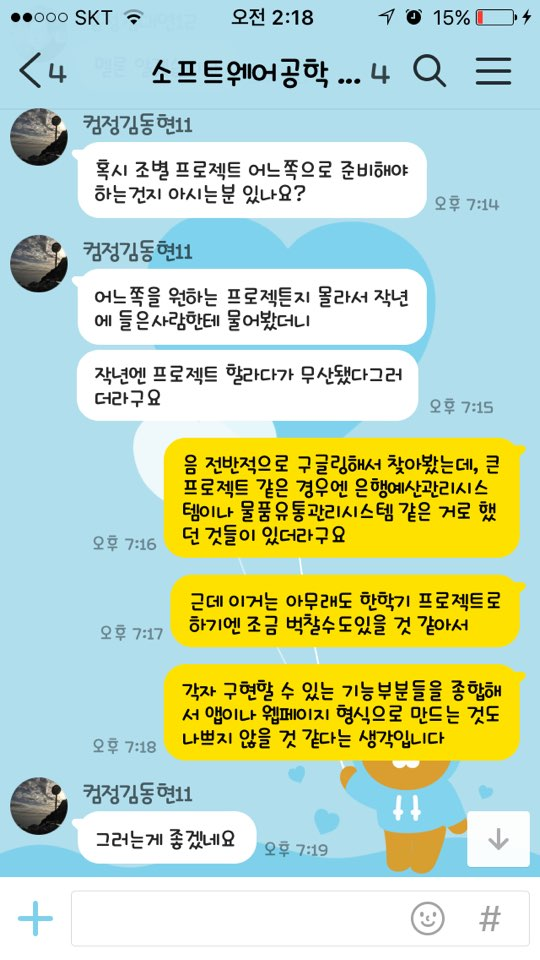 SKT 오전 2:18 15%
4 소프트웨어공학 ... 4
컴정김동현11
혹시 조별 프로젝트 어느쪽으로 준비해야
하는건지 아시는분 있나요?
오후 7:14
컴정김동현11
어느쪽을 원하는 프로젝튼지 몰라서 작년
에 들은사람한테 물어봤더니
작년엔 프로젝트 할라다가 무산됐다그러
더라구요
오후 7:15
음 전반적으로 구글링해서 찾아봤는데, 큰
프로젝트 같은 경우엔 은행예산관리시스
템이나 물품유통관리시스템 같은 거로 했
던 것들이 있더라구요
오후 7:16
근데 이거는 아무래도 한학기 프로젝트로
하기엔 조금 벅찰수도있을 것 같아서
오후 7:17
각자 구현할 수 있는 기능부분들을 종합해
서 앱이나 웹페이지 형식으로 만드는 것도
나쁘지 않을 것 같다는 생각입니다
오후 7:18
컴정김동현11
그러는게 좋겠네요
오후 7:19
#